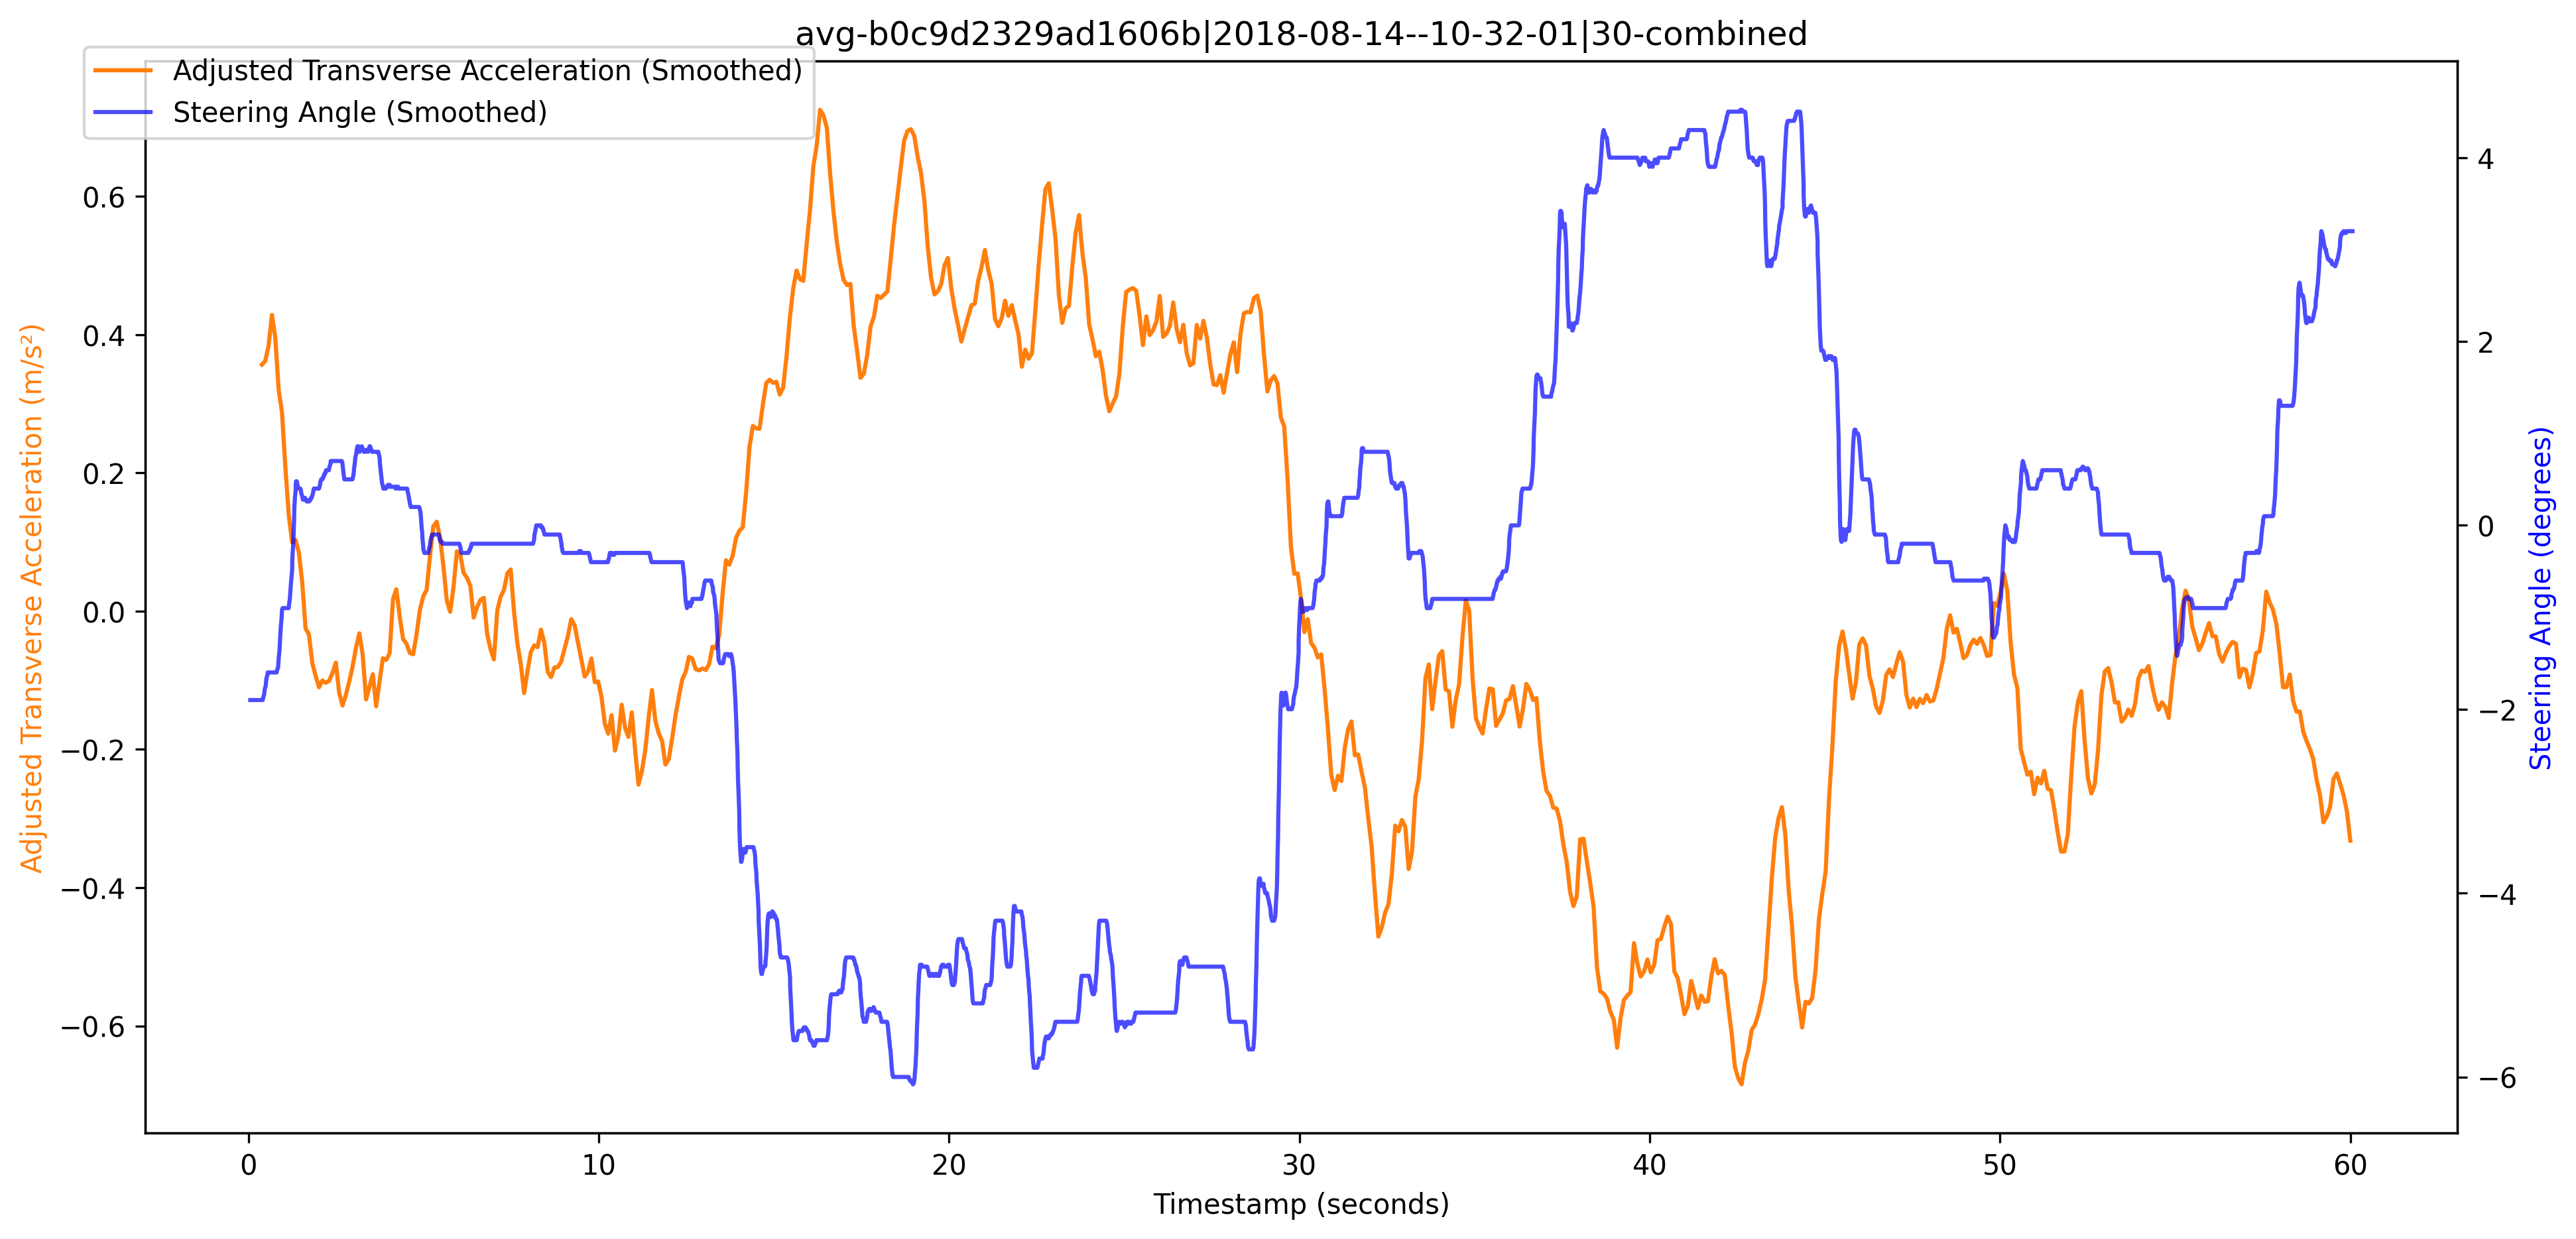 avg-b0c9d2329ad1606b|2018-08-14--10-32-01|30-combined
Adjusted Transverse Acceleration (Smoothed)
Steering Angle (Smoothed)
Adjusted Transverse Acceleration (m/s²)
0.6
0.4
0.2
0.0
−0.2
−0.4
−0.6
4
2
0
−2
−4
−6
Steering Angle (degrees)
0 10 20 30 40 50 60
Timestamp (seconds)